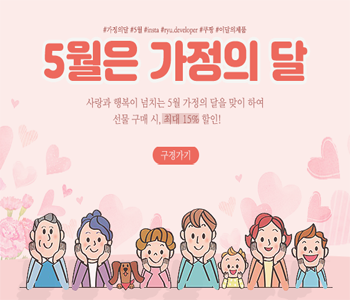 #가정의달 #5월 #insta #ryu.developer #쿠짱 #이달의제품
5월은 가정의 달
사랑과 행복이 넘치는 5월 가정의 달을 맞이 하여
선물 구매 시, 최대 15% 할인!
구경가기